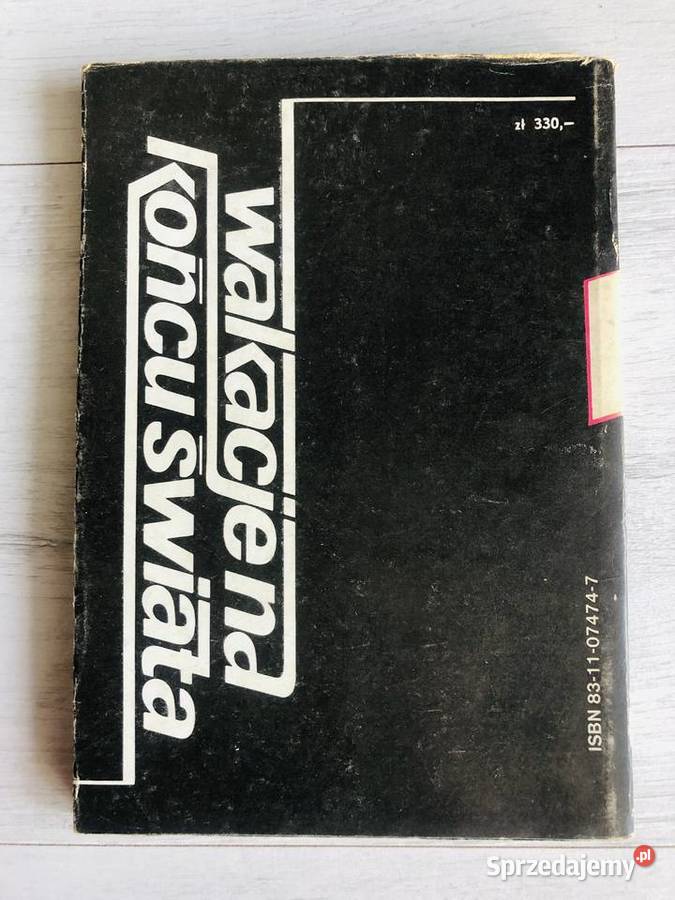 zł 330,—
wakacje na
końcu świata
ISBN 83-11-07474-7
Sprzedajemy.pl